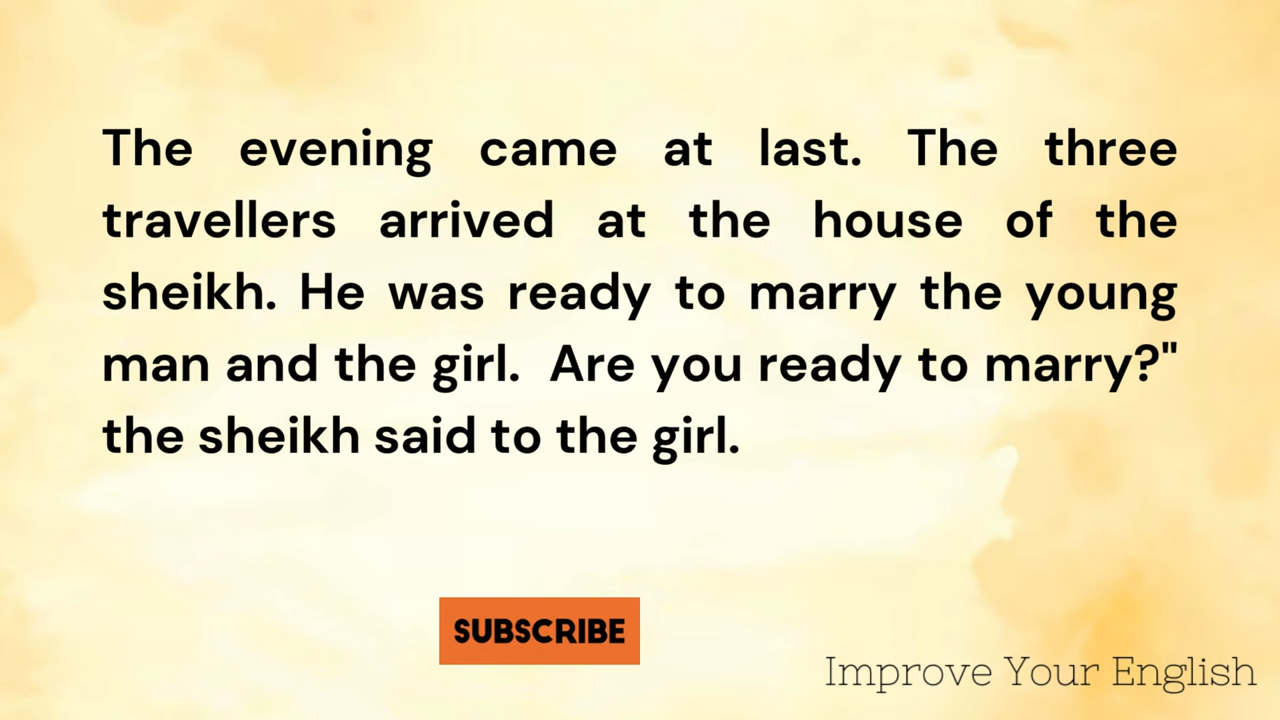 The evening came at last. The three
travellers arrived at the house of the
sheikh. He was ready to marry the young
man and the girl.  Are you ready to marry?"
the sheikh said to the girl.
SUBSCRIBE
Improve Your English